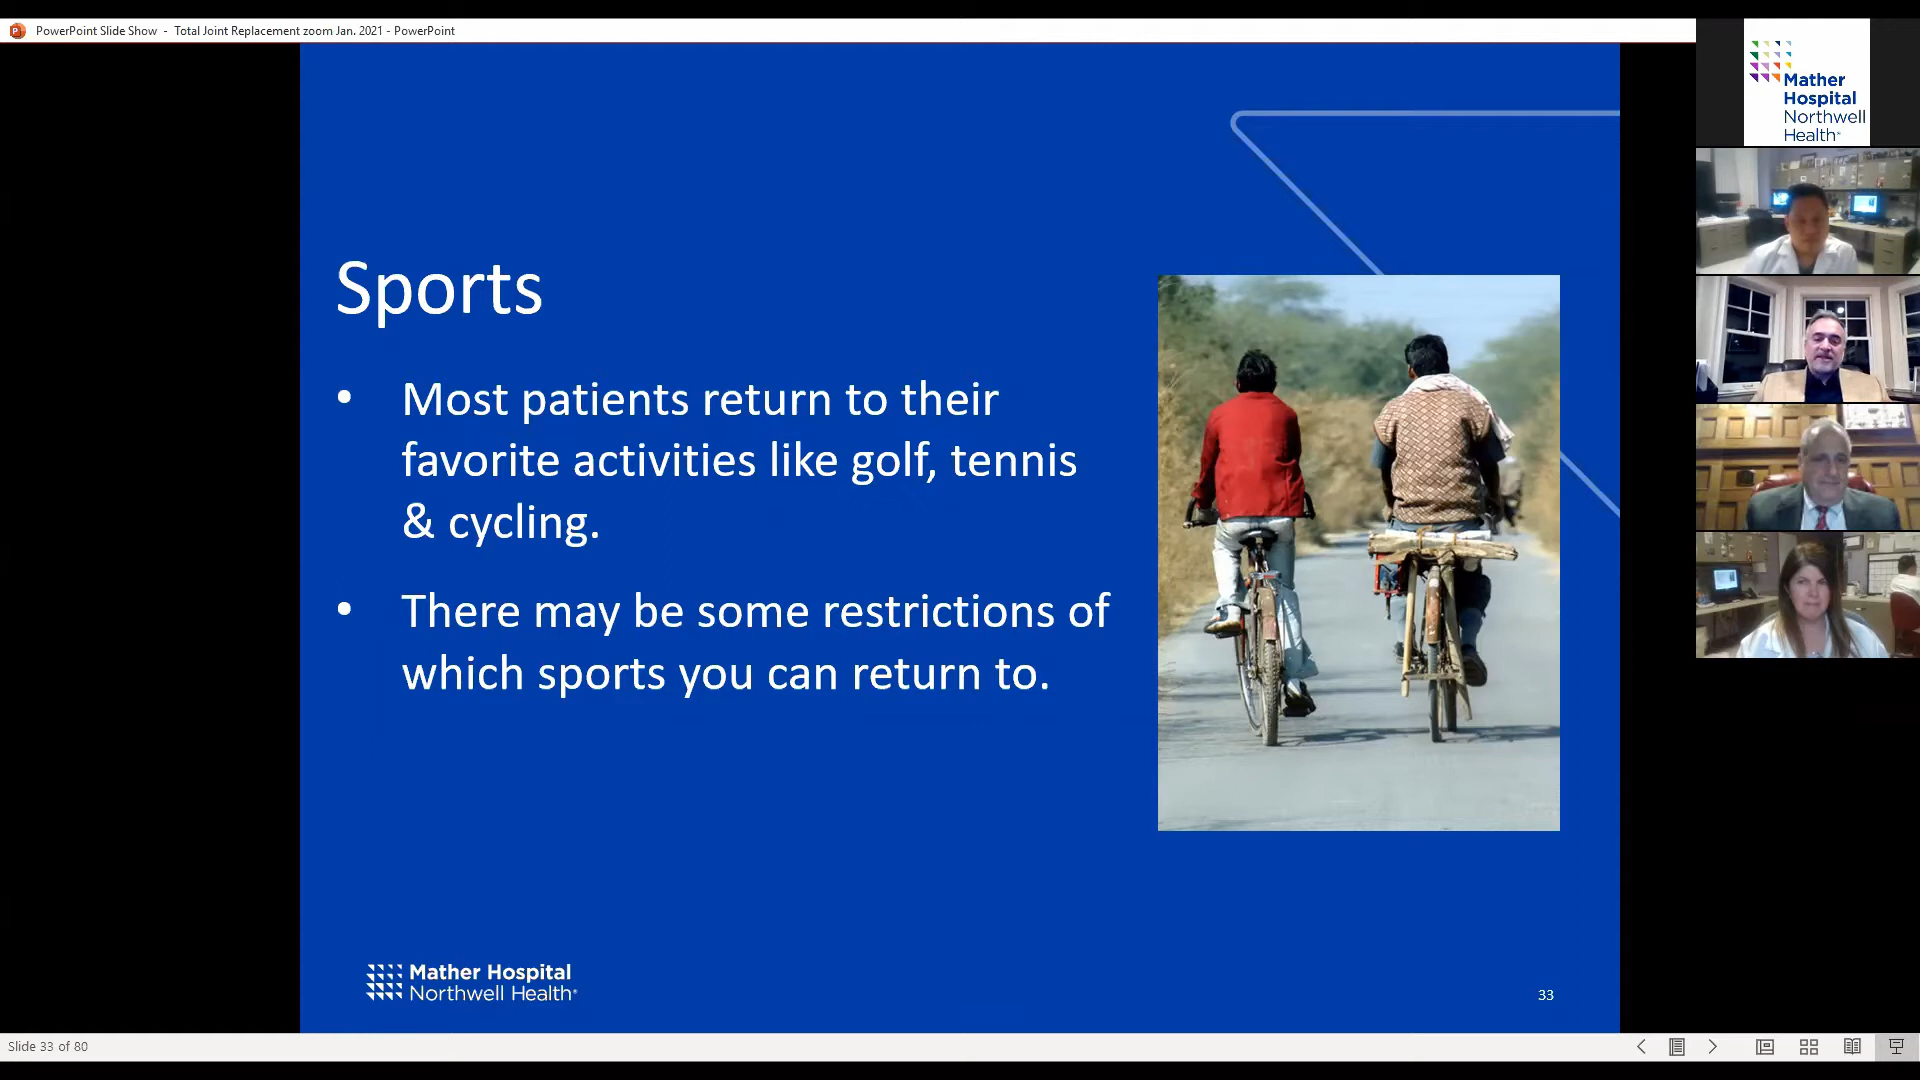 PowerPoint Slide Show - Total Joint Replacement zoom Jan. 2021 - PowerPoint
Mather
Hospital
Northwell
Health®
Sports
• Most patients return to their
favorite activities like golf, tennis
& cycling.
• There may be some restrictions of
which sports you can return to.
Mather Hospital
Northwell Health®
33
Slide 33 of 80